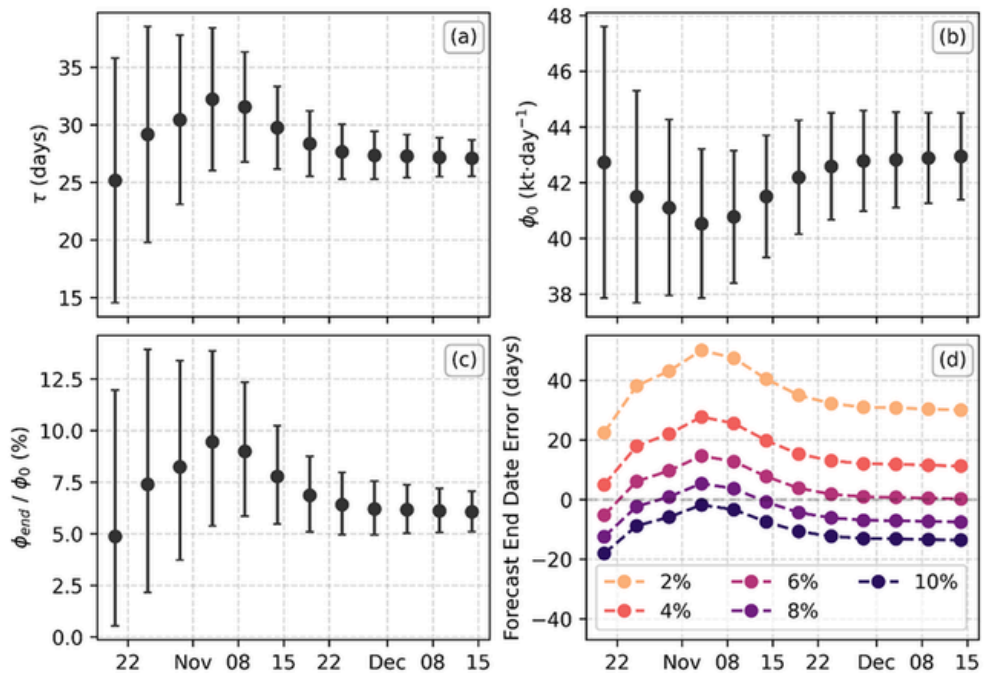 (a)
τ (days)
35
30
25
20
15
(b)
ϕ₀ (kt·day⁻¹)
48
46
44
42
40
38
(c)
ϕₑₙd / ϕ₀ (%)
12.5
10.0
7.5
5.0
2.5
0.0
22 Nov 08 15 22 Dec 08 15
(d)
Forecast End Date Error (days)
40
20
0
−20
−40
2% 6% 10%
4% 8%
22 Nov 08 15 22 Dec 08 15